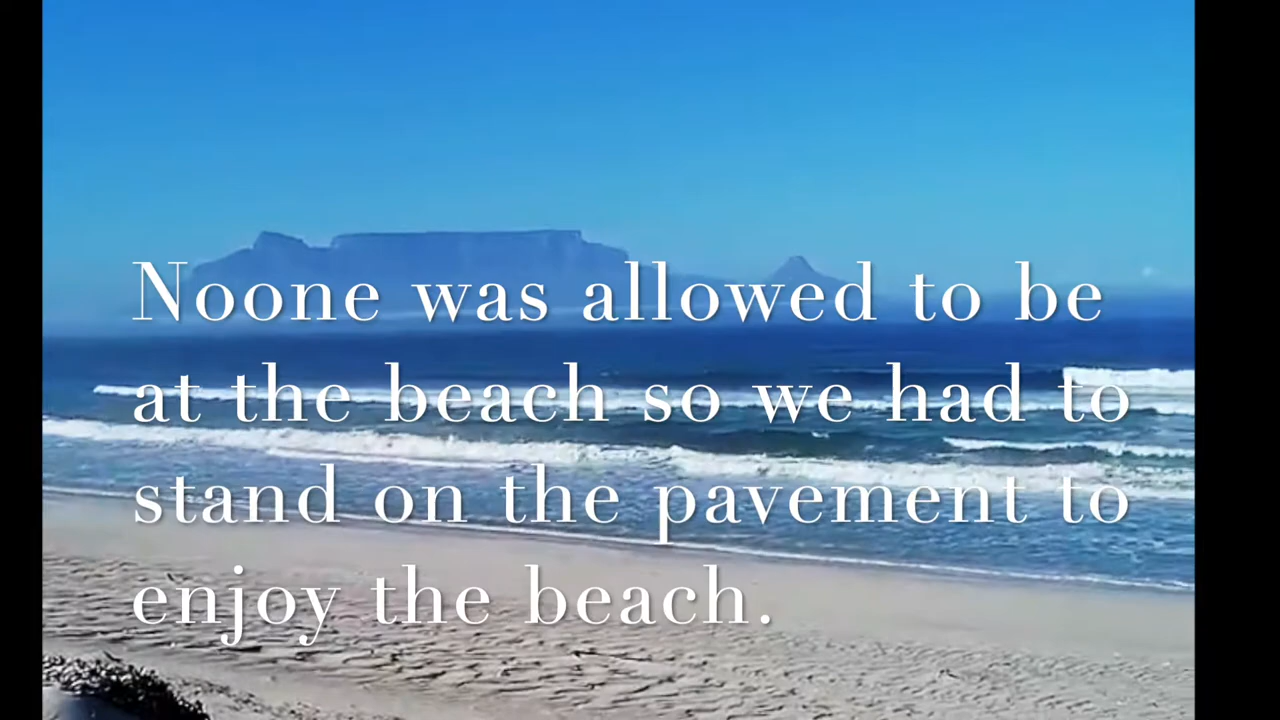 Noone was allowed to be
at the beach so we had to
stand on the pavement to
enjoy the beach.